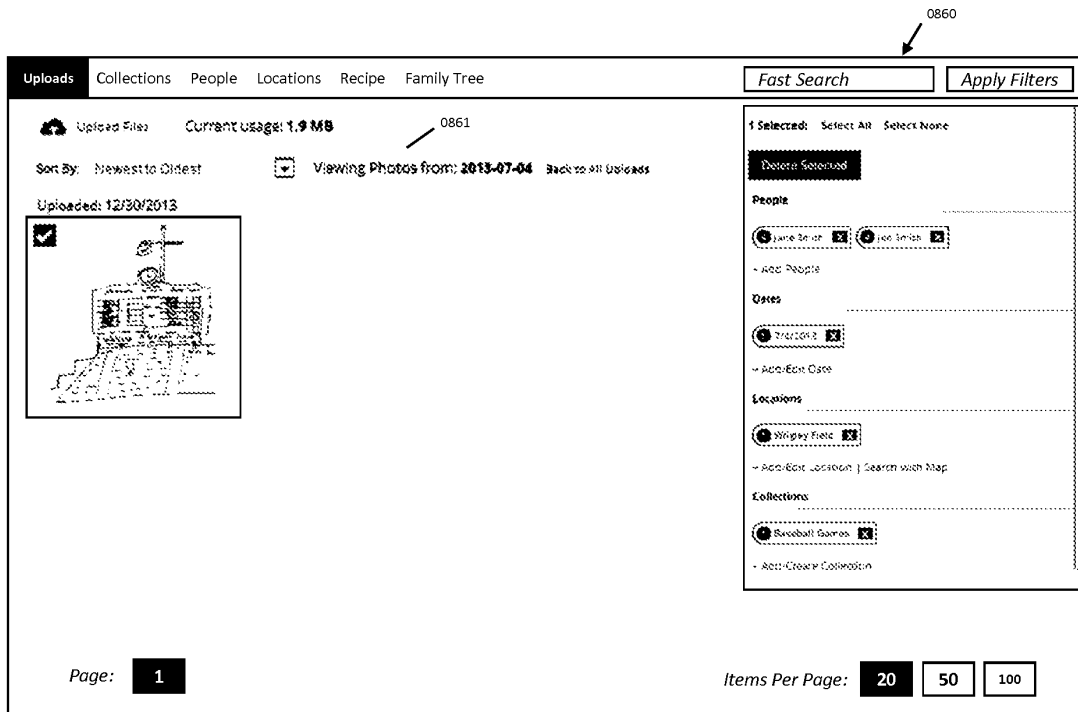 0860
Uploads Collections People Locations Recipe Family Tree Fast Search Apply Filters
Upload Files Current usage: 1.9 MB
0861
Sort By: Newest to Oldest Viewing Photos from: 2013-07-04 Back to All Uploads
Uploaded: 12/30/2013
1 Selected: Select All Select None
Delete Selected
People
Jane Smith X Jon Smith X
+ Add People
Dates
7/4/2013 X
+ Add/Edit Date
Locations
Wrigley Field X
+ Add/Edit Location | Search with Map
Collections
Baseball Games X
+ Add/Create Collection
Page: 1
Items Per Page: 20 50 100